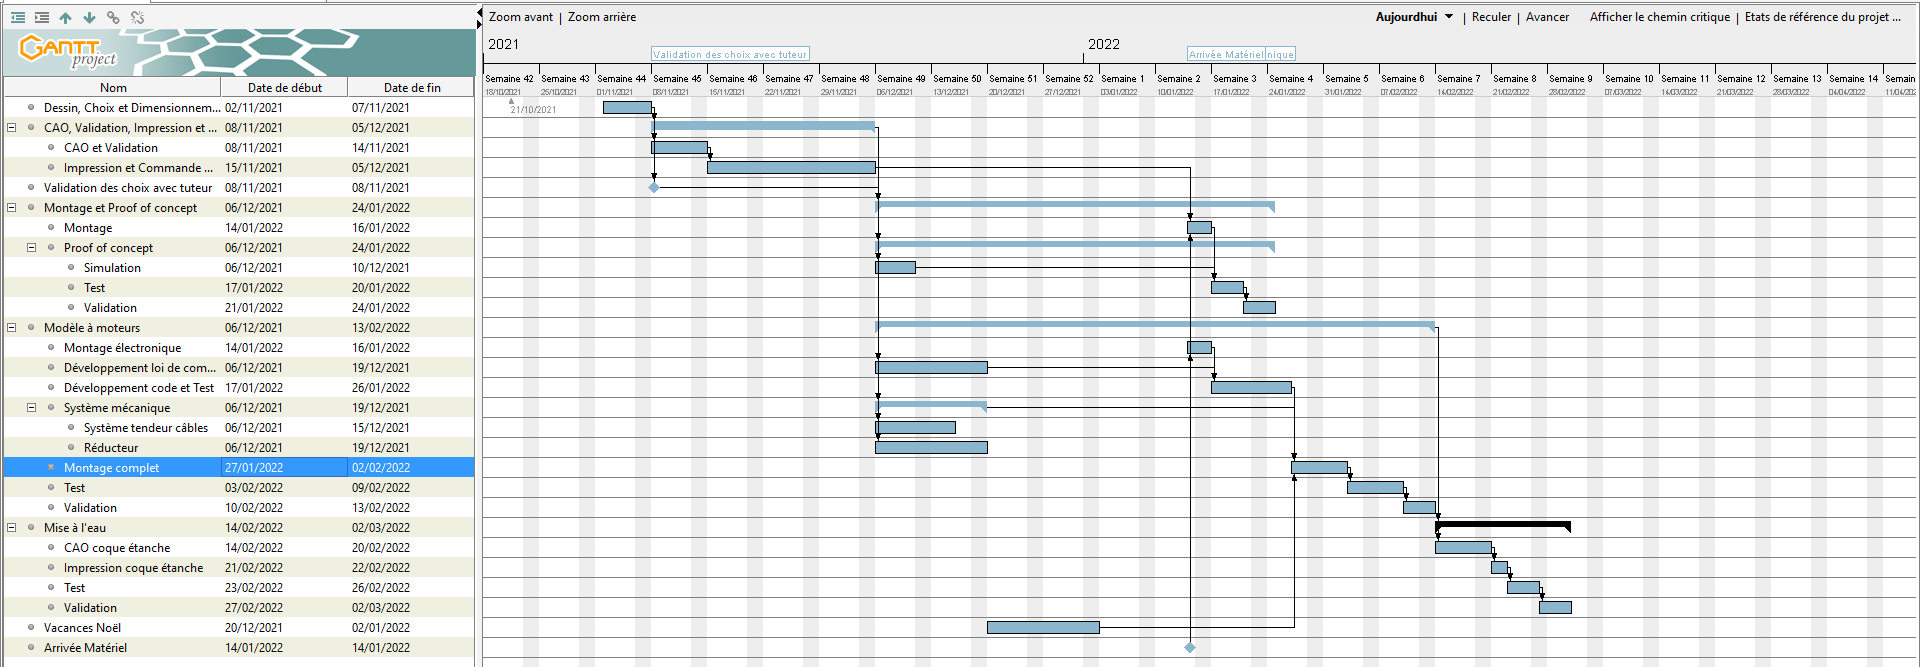 Zoom avant | Zoom arrière
Aujourdhui | Reculer | Avancer Afficher le chemin critique | Etats de référence du projet ...
GANTT project
2021 2022
Validation des choix avec tuteur Arrivée Matériel nique
Nom Date de début Date de fin
Semaine 42 Semaine 43 Semaine 44 Semaine 45 Semaine 46 Semaine 47 Semaine 48 Semaine 49 Semaine 50 Semaine 51 Semaine 52 Semaine 1 Semaine 2 Semaine 3 Semaine 4 Semaine 5 Semaine 6 Semaine 7 Semaine 8 Semaine 9 Semaine 10 Semaine 11 Semaine 12 Semaine 13 Semaine 14 Semain
18/10/2021 25/10/2021 01/11/2021 08/11/2021 15/11/2021 22/11/2021 29/11/2021 06/12/2021 13/12/2021 20/12/2021 27/12/2021 03/01/2022 10/01/2022 17/01/2022 24/01/2022 31/01/2022 07/02/2022 14/02/2022 21/02/2022 28/02/2022 07/03/2022 14/03/2022 21/03/2022 28/03/2022 04/04/2022 11/04/202
21/10/2021
Dessin, Choix et Dimensionnem... 02/11/2021 07/11/2021
CAO, Validation, Impression et ... 08/11/2021 05/12/2021
CAO et Validation 08/11/2021 14/11/2021
Impression et Commande ... 15/11/2021 05/12/2021
Validation des choix avec tuteur 08/11/2021 08/11/2021
Montage et Proof of concept 06/12/2021 24/01/2022
Montage 14/01/2022 16/01/2022
Proof of concept 06/12/2021 24/01/2022
Simulation 06/12/2021 10/12/2021
Test 17/01/2022 20/01/2022
Validation 21/01/2022 24/01/2022
Modèle à moteurs 06/12/2021 13/02/2022
Montage électronique 14/01/2022 16/01/2022
Développement loi de com... 06/12/2021 19/12/2021
Développement code et Test 17/01/2022 26/01/2022
Système mécanique 06/12/2021 19/12/2021
Système tendeur câbles 06/12/2021 15/12/2021
Réducteur 06/12/2021 19/12/2021
Montage complet 27/01/2022 02/02/2022
Test 03/02/2022 09/02/2022
Validation 10/02/2022 13/02/2022
Mise à l'eau 14/02/2022 02/03/2022
CAO coque étanche 14/02/2022 20/02/2022
Impression coque étanche 21/02/2022 22/02/2022
Test 23/02/2022 26/02/2022
Validation 27/02/2022 02/03/2022
Vacances Noël 20/12/2021 02/01/2022
Arrivée Matériel 14/01/2022 14/01/2022